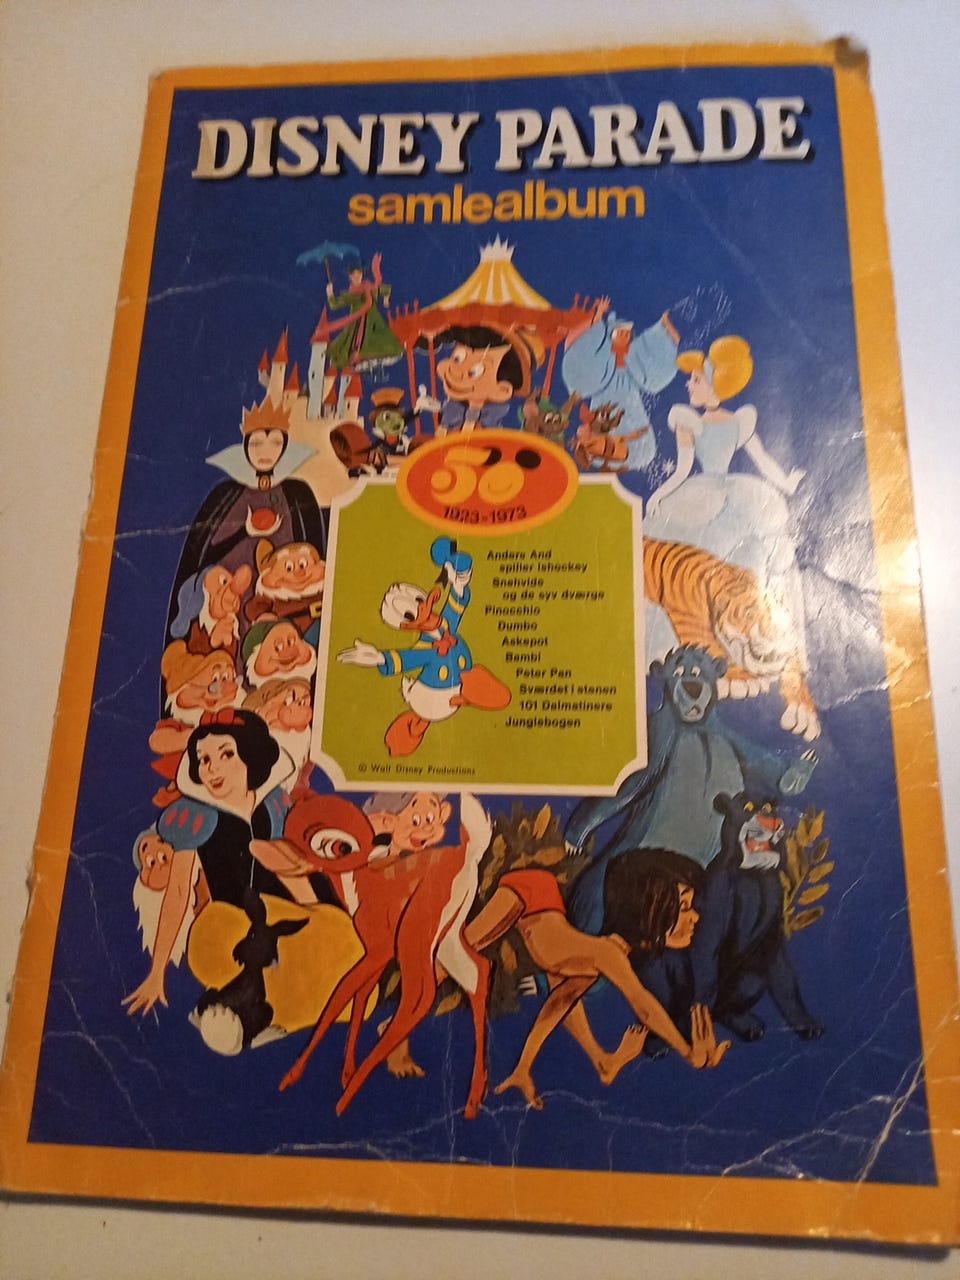 DISNEY PARADE
samlealbum
50
1923-1973
Anders And
spiller ishockey
Snehvide
og de syv dværge
Pinocchio
Dumbo
Askepot
Bambi
Peter Pan
Sværdet i stenen
101 Dalmatinere
Junglebogen
© Walt Disney Productions